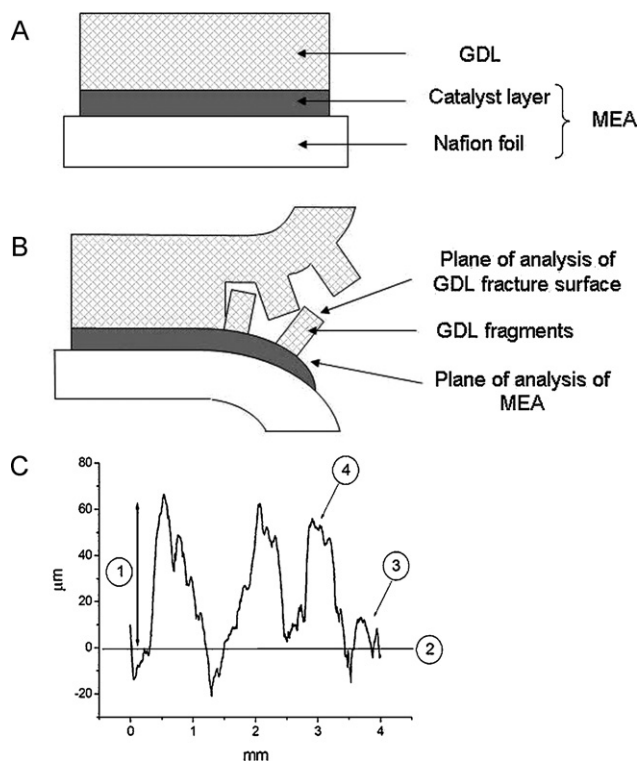 A
GDL
Catalyst layer
MEA
Nafion foil
B
Plane of analysis of
GDL fracture surface
GDL fragments
Plane of analysis of
MEA
C
80
60
40
20
0
-20
μm
0
1
2
3
4
mm
1
2
3
4